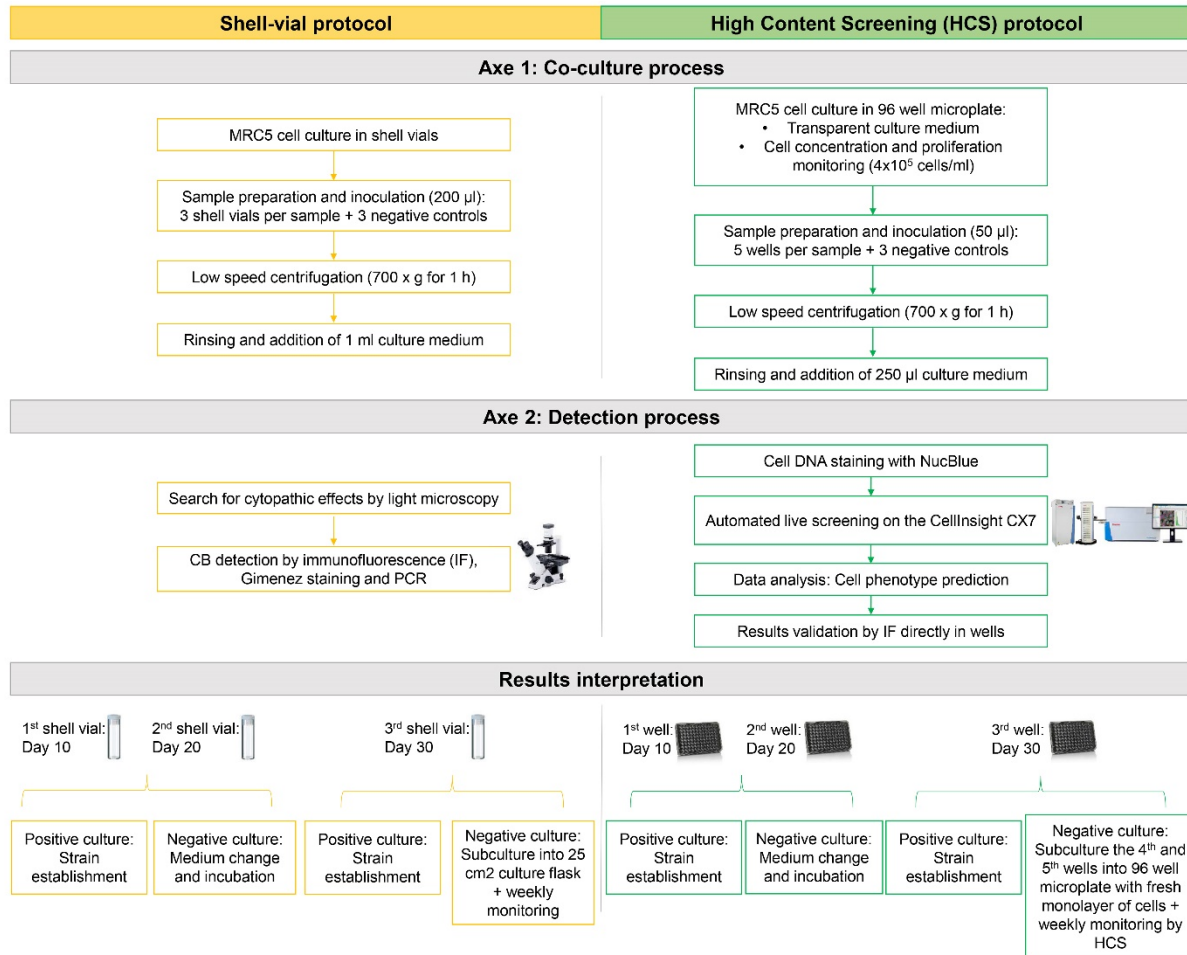 Shell-vial protocol
High Content Screening (HCS) protocol
Axe 1: Co-culture process
MRC5 cell culture in shell vials
Sample preparation and inoculation (200 µl):
3 shell vials per sample + 3 negative controls
Low speed centrifugation (700 x g for 1 h)
Rinsing and addition of 1 ml culture medium
MRC5 cell culture in 96 well microplate:
• Transparent culture medium
• Cell concentration and proliferation
monitoring (4x10⁵ cells/ml)
Sample preparation and inoculation (50 µl):
5 wells per sample + 3 negative controls
Low speed centrifugation (700 x g for 1 h)
Rinsing and addition of 250 µl culture medium
Axe 2: Detection process
Search for cytopathic effects by light microscopy
CB detection by immunofluorescence (IF),
Gimenez staining and PCR
Cell DNA staining with NucBlue
Automated live screening on the CellInsight CX7
Data analysis: Cell phenotype prediction
Results validation by IF directly in wells
Results interpretation
1st shell vial:
Day 10
2nd shell vial:
Day 20
3rd shell vial:
Day 30
Positive culture:
Strain
establishment
Negative culture:
Medium change
and incubation
Positive culture:
Strain
establishment
Negative culture:
Subculture into 25
cm2 culture flask
+ weekly
monitoring
1st well:
Day 10
2nd well:
Day 20
3rd well:
Day 30
Positive culture:
Strain
establishment
Negative culture:
Medium change
and incubation
Positive culture:
Strain
establishment
Negative culture:
Subculture the 4th and
5th wells into 96 well
microplate with fresh
monolayer of cells +
weekly monitoring by
HCS